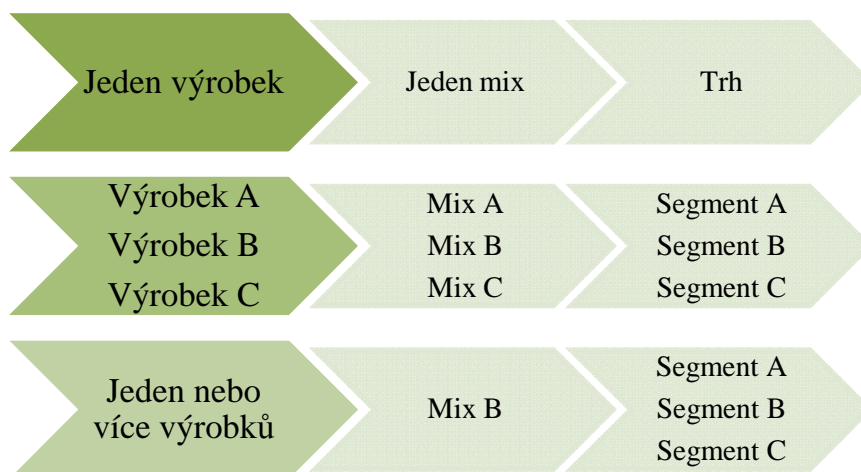 Jeden výrobek
Jeden mix
Trh
Výrobek A
Výrobek B
Výrobek C
Mix A
Mix B
Mix C
Segment A
Segment B
Segment C
Jeden nebo
více výrobků
Mix B
Segment A
Segment B
Segment C